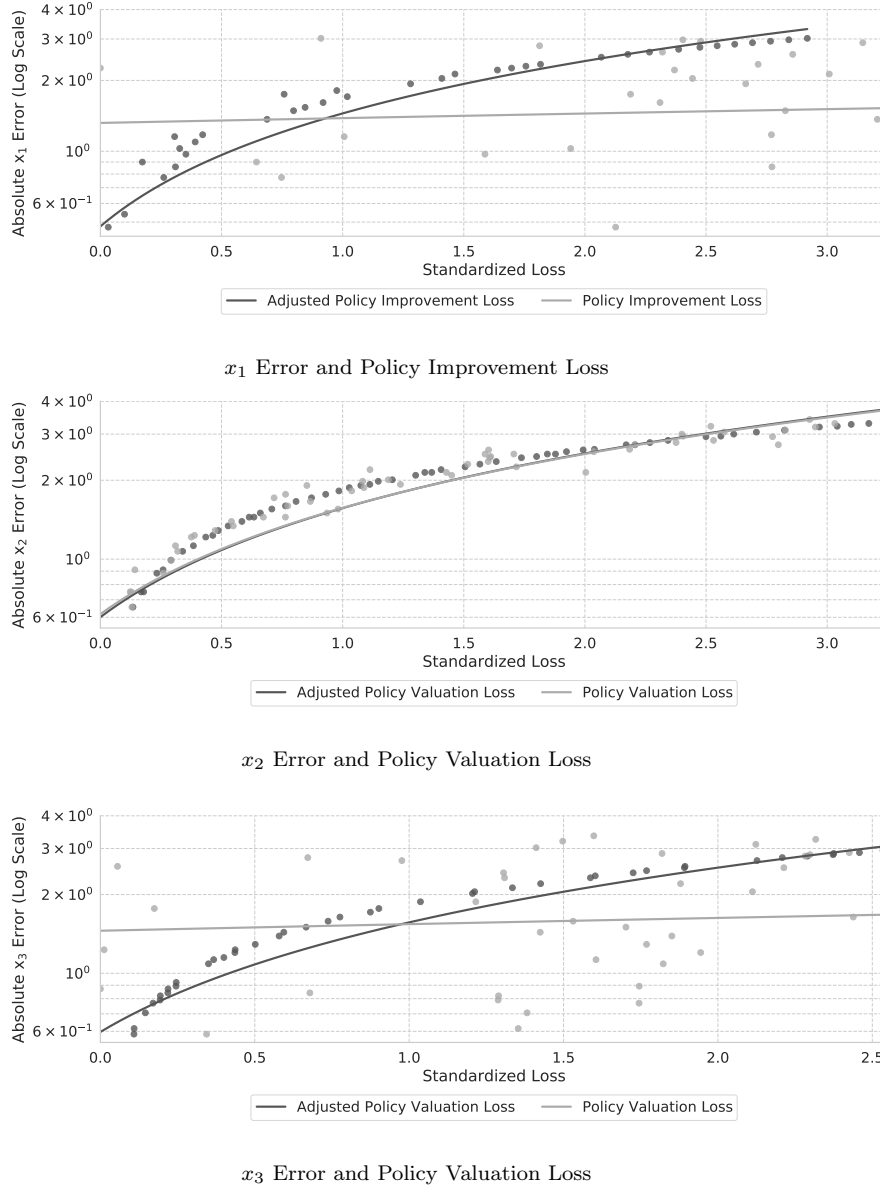 Absolute x₁ Error (Log Scale)
4 × 10⁰
3 × 10⁰
2 × 10⁰
10⁰
6 × 10⁻¹
0.0 0.5 1.0 1.5 2.0 2.5 3.0
Standardized Loss
Adjusted Policy Improvement Loss Policy Improvement Loss
x₁ Error and Policy Improvement Loss
Absolute x₂ Error (Log Scale)
4 × 10⁰
3 × 10⁰
2 × 10⁰
10⁰
6 × 10⁻¹
0.0 0.5 1.0 1.5 2.0 2.5 3.0
Standardized Loss
Adjusted Policy Valuation Loss Policy Valuation Loss
x₂ Error and Policy Valuation Loss
Absolute x₃ Error (Log Scale)
4 × 10⁰
3 × 10⁰
2 × 10⁰
10⁰
6 × 10⁻¹
0.0 0.5 1.0 1.5 2.0 2.5
Standardized Loss
Adjusted Policy Valuation Loss Policy Valuation Loss
x₃ Error and Policy Valuation Loss